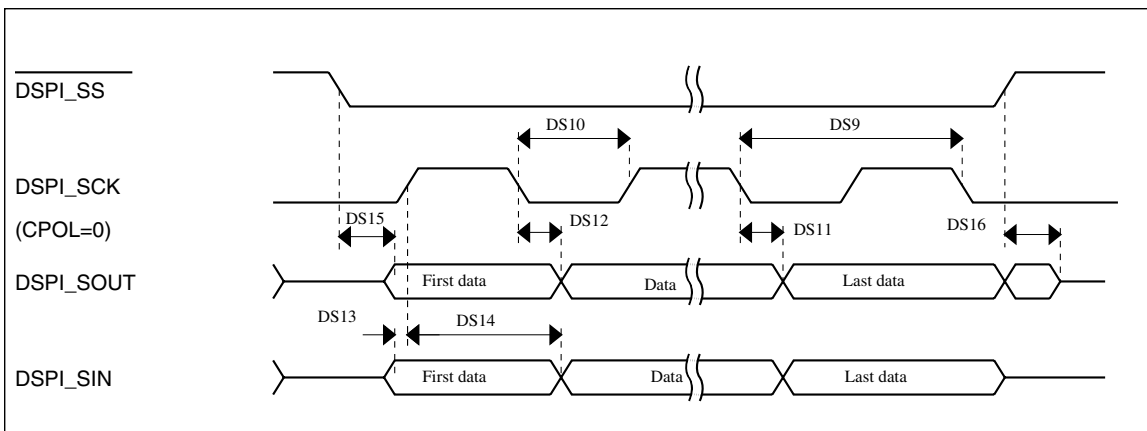 DSPI_SS
DS10
DS9
DSPI_SCK
(CPOL=0)
DS15
DS12
DS11
DS16
DSPI_SOUT
First data
Data
Last data
DS13
DS14
DSPI_SIN
First data
Data
Last data